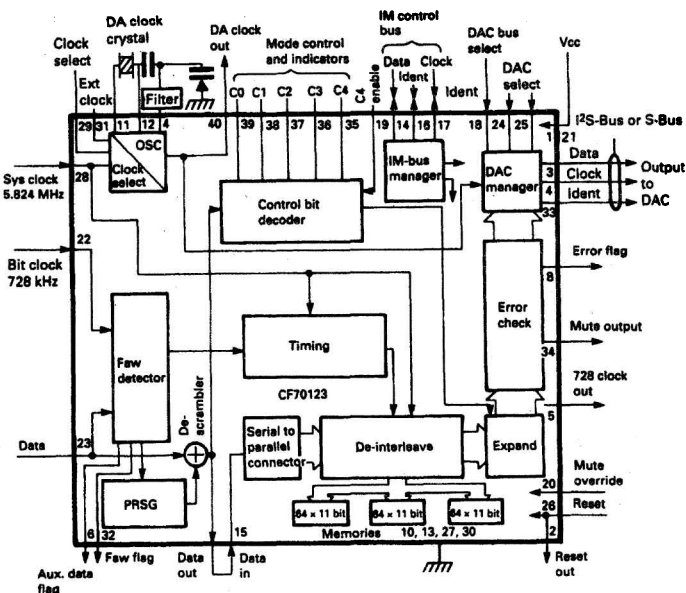 DA clock
crystal
DA clock
out
IM control
bus
DAC bus
select
Clock
select
Mode control
and indicators
Data
Clock
Ident
Vcc
Ext
clock
Filter
C0 C1 C2 C3 C4
C4
enable
Ident
DAC
select
29 31 11 12 4 40 39 38 37 36 35 19 14 16 17 18 24 25 1 21
I²S-Bus or S-Bus
OSC
Clock
select
28
Sys clock
5.824 MHz
Control bit
decoder
IM-bus
manager
DAC
manager
Data
3
Clock
4
Ident
33
Output
to
DAC
22
Bit clock
728 kHz
8
Error flag
Faw
detector
Timing
Error
check
34
Mute output
CF70123
728 clock
out
5
De-
scrambler
23
Data
Serial to
parallel
connector
De-interleave
Expand
20
Mute
override
PRSG
64 × 11 bit
64 × 11 bit
64 × 11 bit
26
Reset
6 32
15
Memories
10, 13, 27, 30
2
Faw flag
Aux. data
flag
Data
out
Data
in
Reset
out